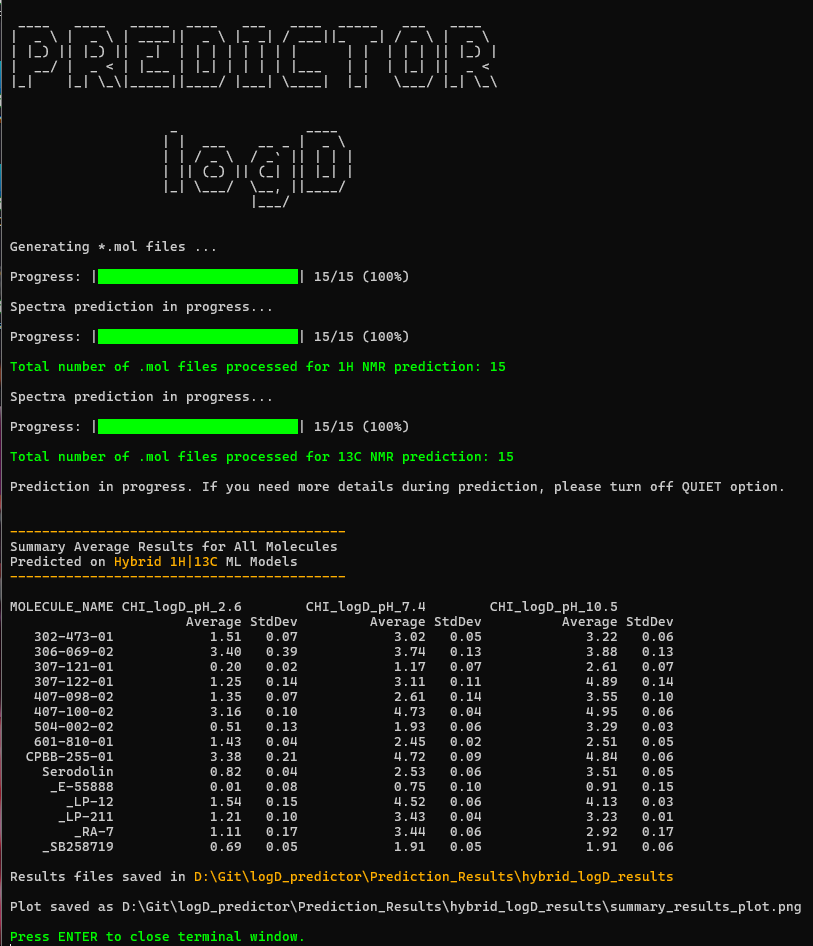 PREDICTOR
logD
Generating *.mol files ...
Progress: | | 15/15 (100%)
Spectra prediction in progress...
Progress: | | 15/15 (100%)
Total number of .mol files processed for 1H NMR prediction: 15
Spectra prediction in progress...
Progress: | | 15/15 (100%)
Total number of .mol files processed for 13C NMR prediction: 15
Prediction in progress. If you need more details during prediction, please turn off QUIET option.
------------------------------------------
Summary Average Results for All Molecules
Predicted on Hybrid 1H|13C ML Models
------------------------------------------
MOLECULE_NAME CHI_logD_pH_2.6 CHI_logD_pH_7.4 CHI_logD_pH_10.5
Average StdDev Average StdDev Average StdDev
302-473-01 1.51 0.07 3.02 0.05 3.22 0.06
306-069-02 3.40 0.39 3.74 0.13 3.88 0.13
307-121-01 0.20 0.02 1.17 0.07 2.61 0.07
307-122-01 1.25 0.14 3.11 0.11 4.89 0.14
407-098-02 1.35 0.07 2.61 0.14 3.55 0.10
407-100-02 3.16 0.10 4.73 0.04 4.95 0.06
504-002-02 0.51 0.13 1.93 0.06 3.29 0.03
601-810-01 1.43 0.04 2.45 0.02 2.51 0.05
CPBB-255-01 3.38 0.21 4.72 0.09 4.84 0.06
Serodolin 0.82 0.04 2.53 0.06 3.51 0.05
_E-55888 0.01 0.08 0.75 0.10 0.91 0.15
_LP-12 1.54 0.15 4.52 0.06 4.13 0.03
_LP-211 1.21 0.10 3.43 0.04 3.23 0.01
_RA-7 1.11 0.17 3.44 0.06 2.92 0.17
_SB258719 0.69 0.05 1.91 0.05 1.91 0.06
Results files saved in D:\Git\logD_predictor\Prediction_Results\hybrid_logD_results
Plot saved as D:\Git\logD_predictor\Prediction_Results\hybrid_logD_results\summary_results_plot.png
Press ENTER to close terminal window.